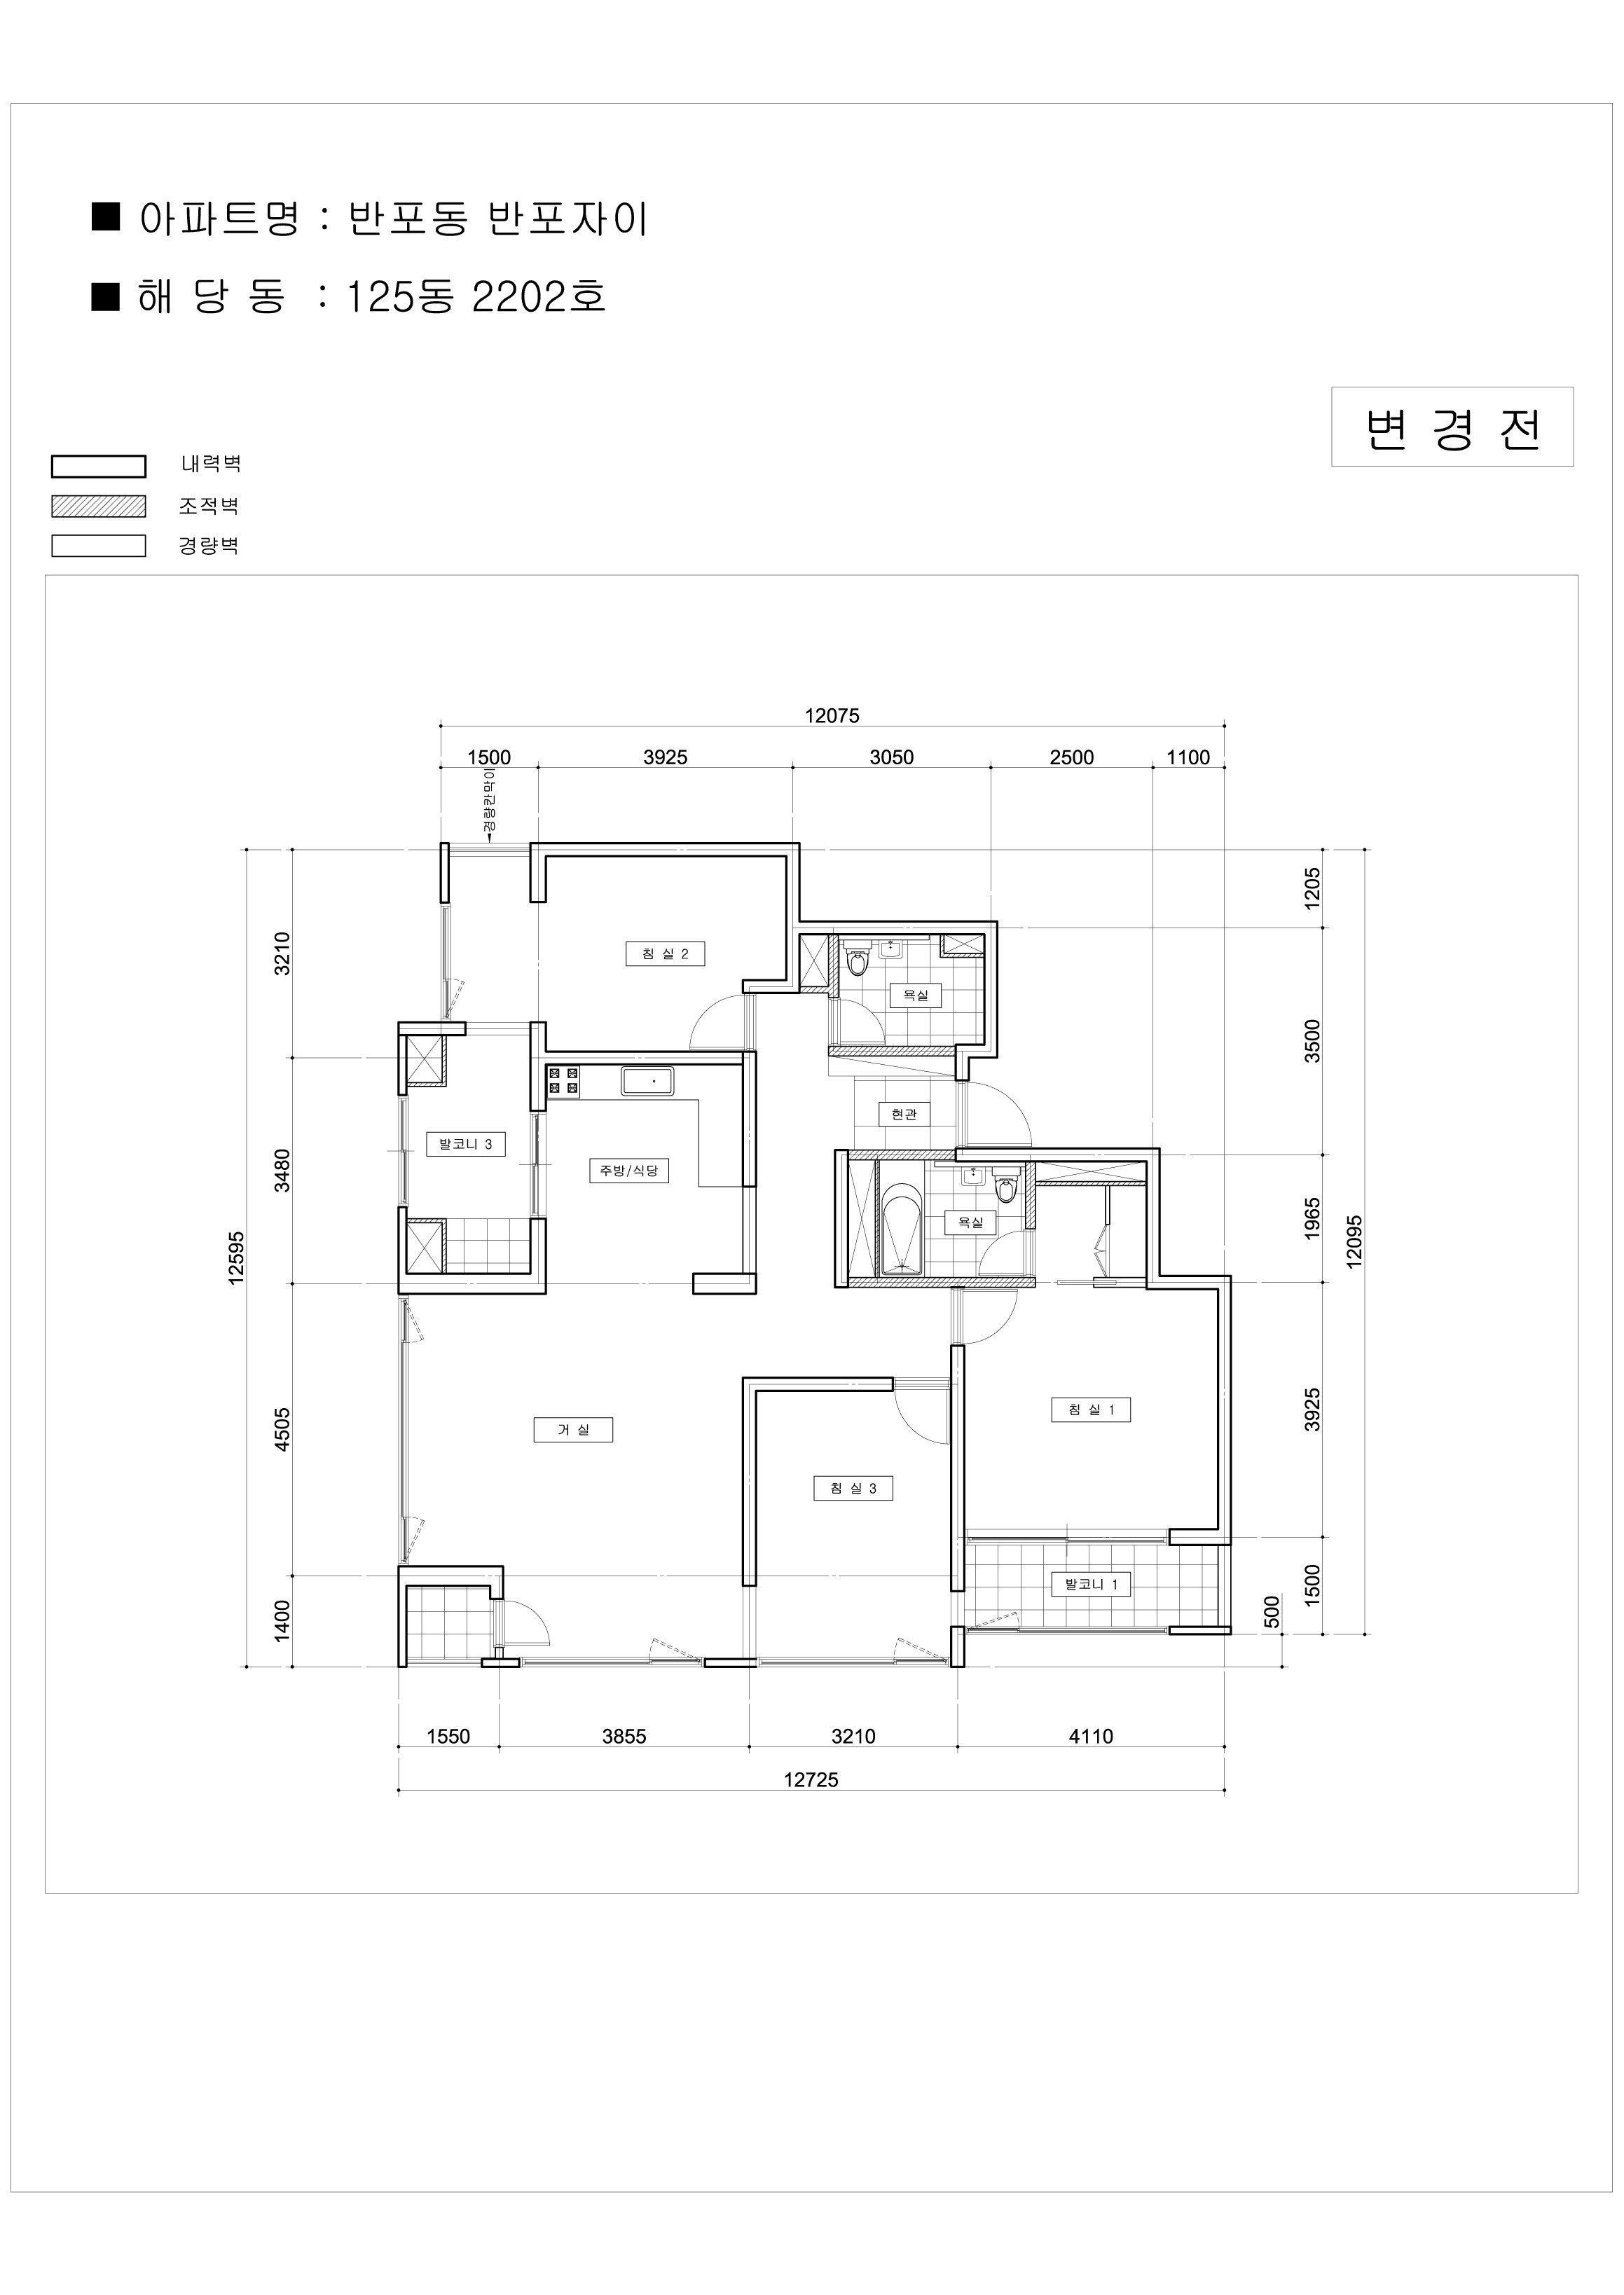 ■ 아파트명 : 반포동 반포자이
■ 해 당 동 : 125동 2202호
변 경 전
내력벽
조적벽
경량벽
12075
1500 3925 3050 2500 1100
경량칸막이
1205
3210
침 실 2
욕실
3500
현관
발코니 3
주방/식당
3480
욕실
1965
12595
12095
침 실 1
3925
4505
거 실
침 실 3
발코니 1
1500
500
1400
1550 3855 3210 4110
12725